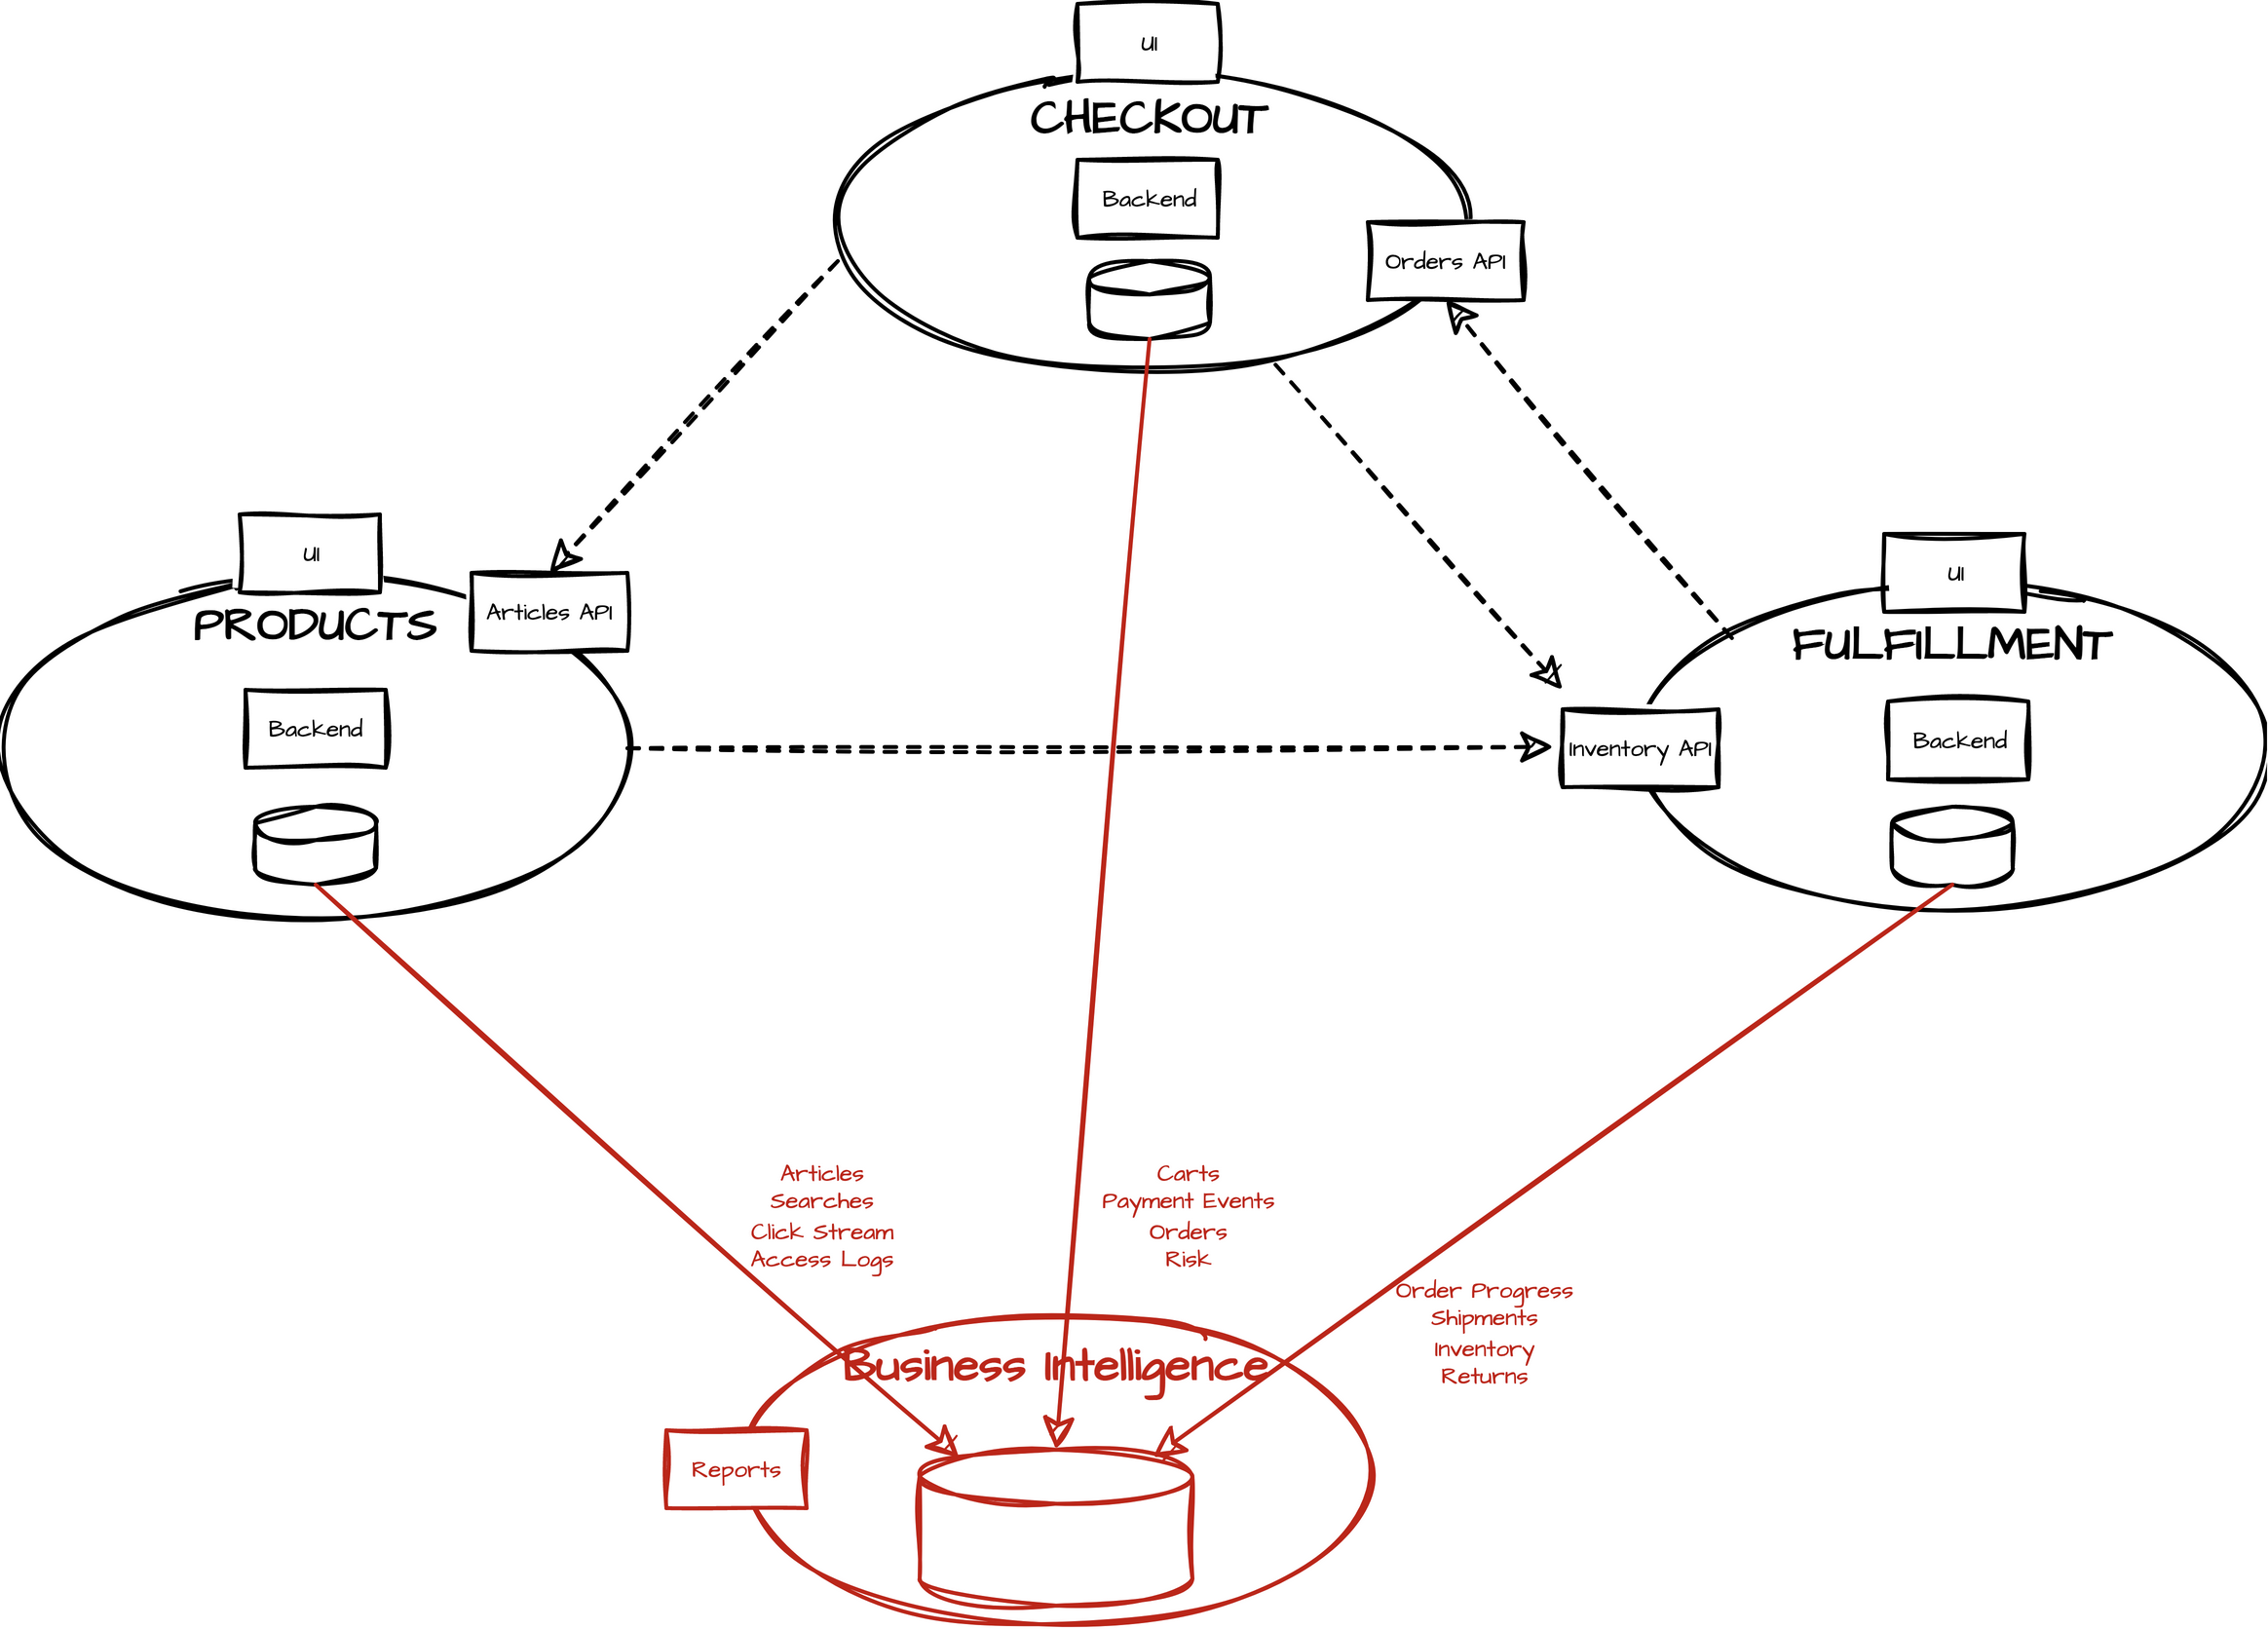 UI
CHECKOUT
Backend
Orders API
UI
Articles API
PRODUCTS
Backend
UI
FULFILLMENT
Inventory API
Backend
Articles
Searches
Click Stream
Access Logs
Carts
Payment Events
Orders
Risk
Order Progress
Shipments
Inventory
Returns
Business Intelligence
Reports